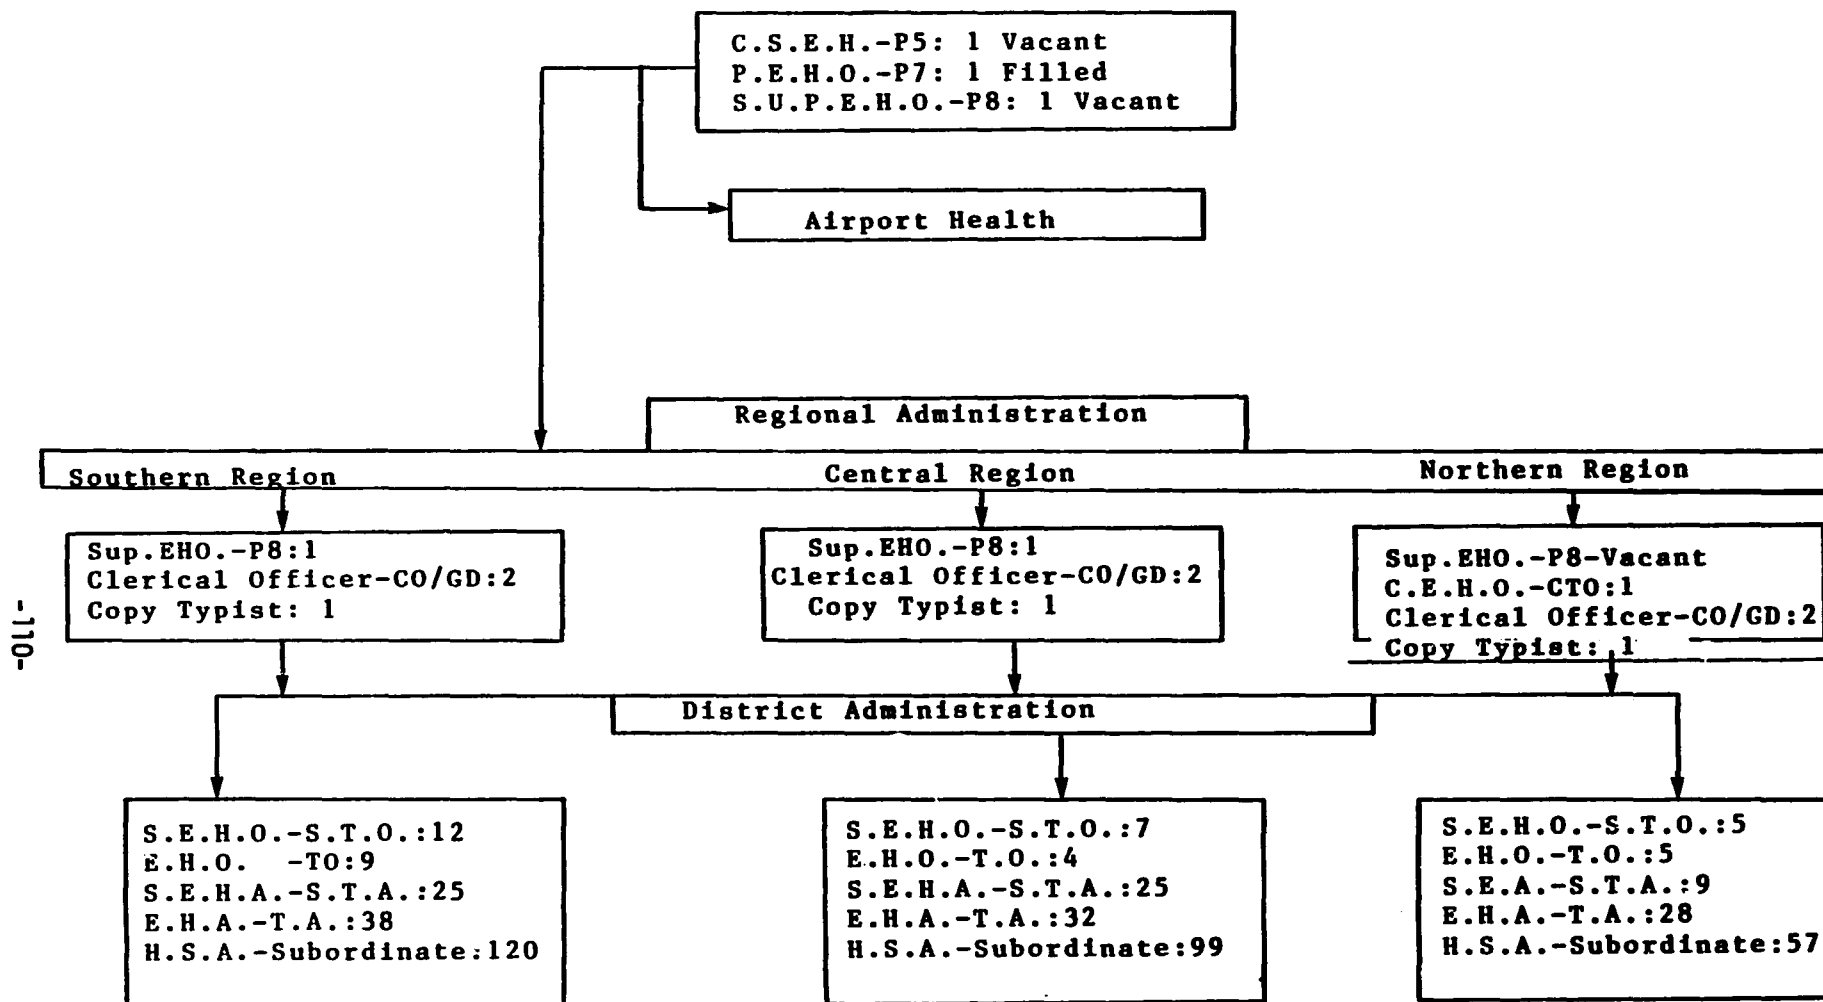 C.S.E.H.-P5: 1 Vacant
P.E.H.O.-P7: 1 Filled
S.U.P.E.H.O.-P8: 1 Vacant
Airport Health
Regional Administration
Southern Region
Central Region
Northern Region
Sup.EHO.-P8:1
Clerical Officer-CO/GD:2
Copy Typist: 1
Sup.EHO.-P8:1
Clerical Officer-CO/GD:2
Copy Typist: 1
Sup.EHO.-P8-Vacant
C.E.H.O.-CTO:1
Clerical Officer-CO/GD:2
Copy Typist: 1
-110-
District Administration
S.E.H.O.-S.T.O.:12
E.H.O. -TO:9
S.E.H.A.-S.T.A.:25
E.H.A.-T.A.:38
H.S.A.-Subordinate:120
S.E.H.O.-S.T.O.:7
E.H.O.-T.O.:4
S.E.H.A.-S.T.A.:25
E.H.A.-T.A.:32
H.S.A.-Subordinate:99
S.E.H.O.-S.T.O.:5
E.H.O-T.O.:5
S.E.A.-S.T.A.:9
E.H.A.-T.A.:28
H.S.A.-Subordinate:57